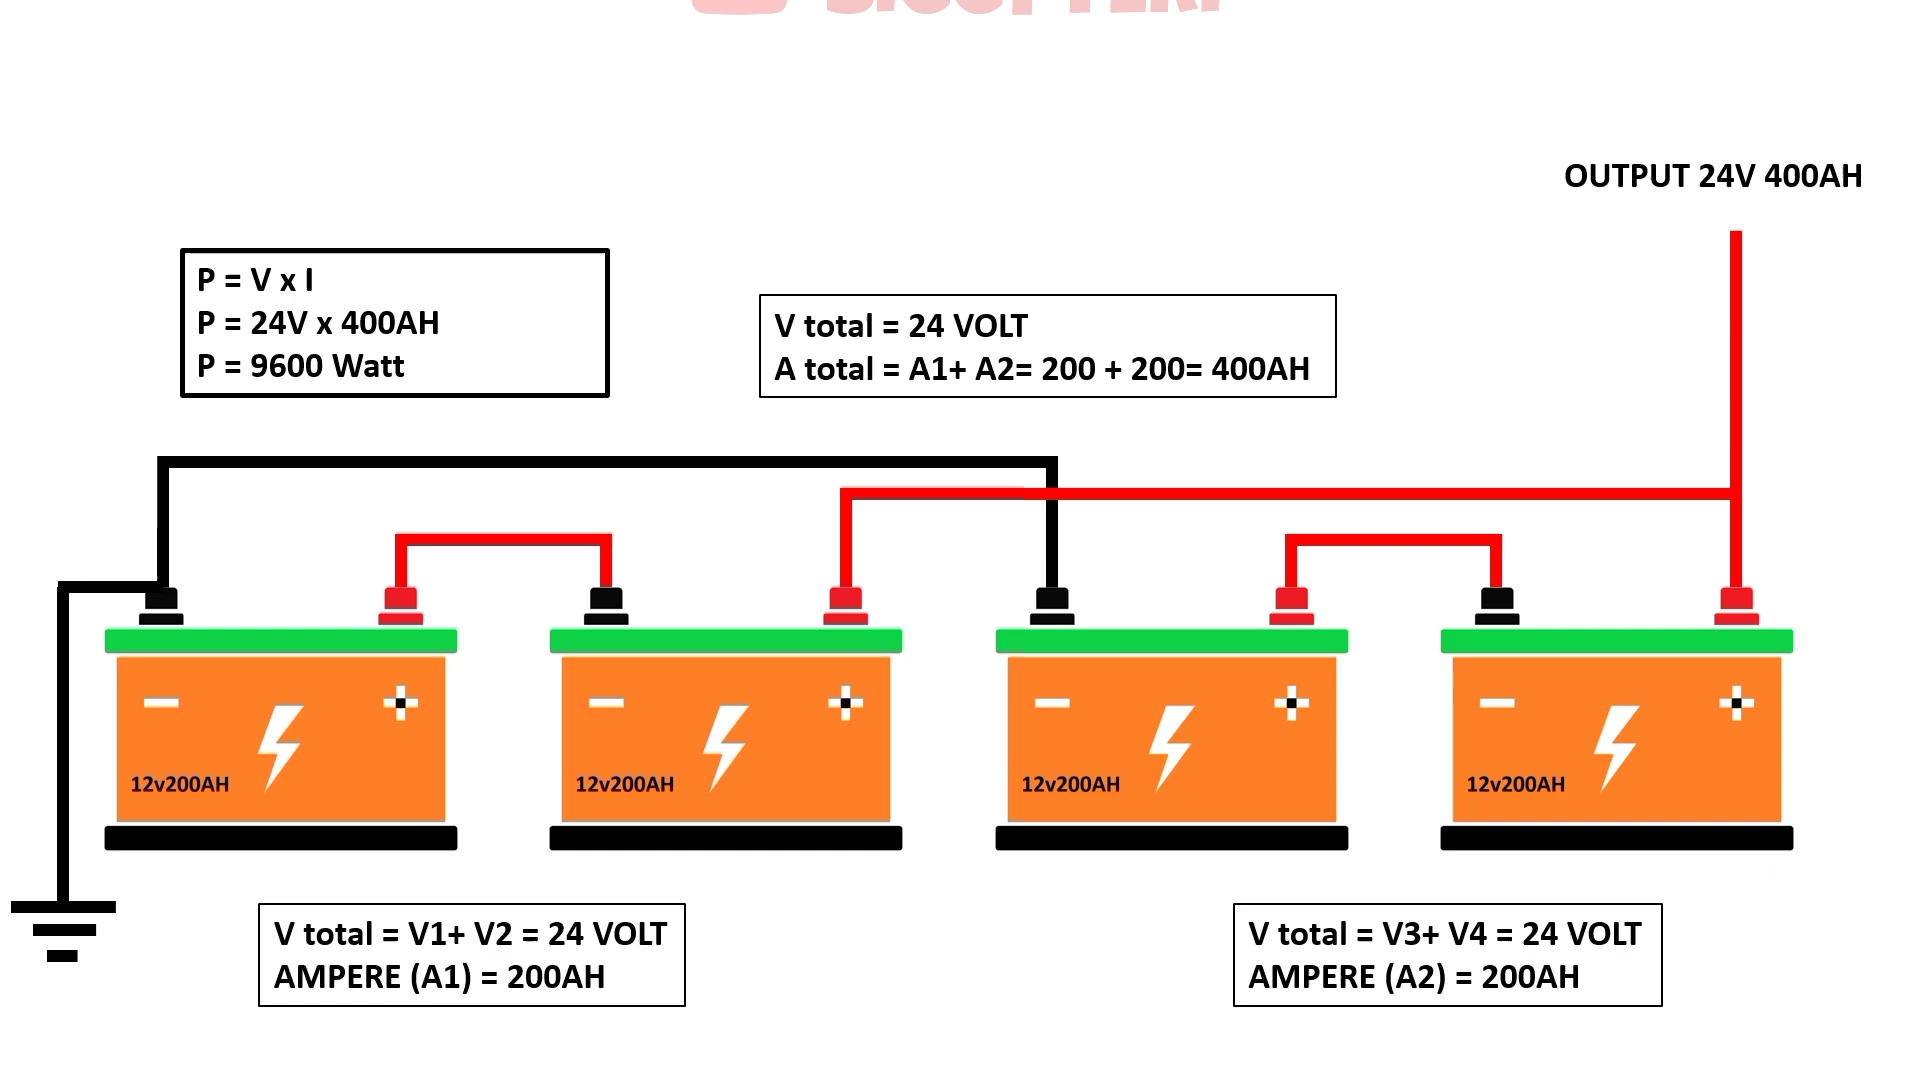 OUTPUT 24V 400AH
P = V x I
P = 24V x 400AH
P = 9600 Watt
V total = 24 VOLT
A total = A1+ A2= 200 + 200= 400AH
12v200AH
12v200AH
12v200AH
12v200AH
V total = V1+ V2 = 24 VOLT
AMPERE (A1) = 200AH
V total = V3+ V4 = 24 VOLT
AMPERE (A2) = 200AH